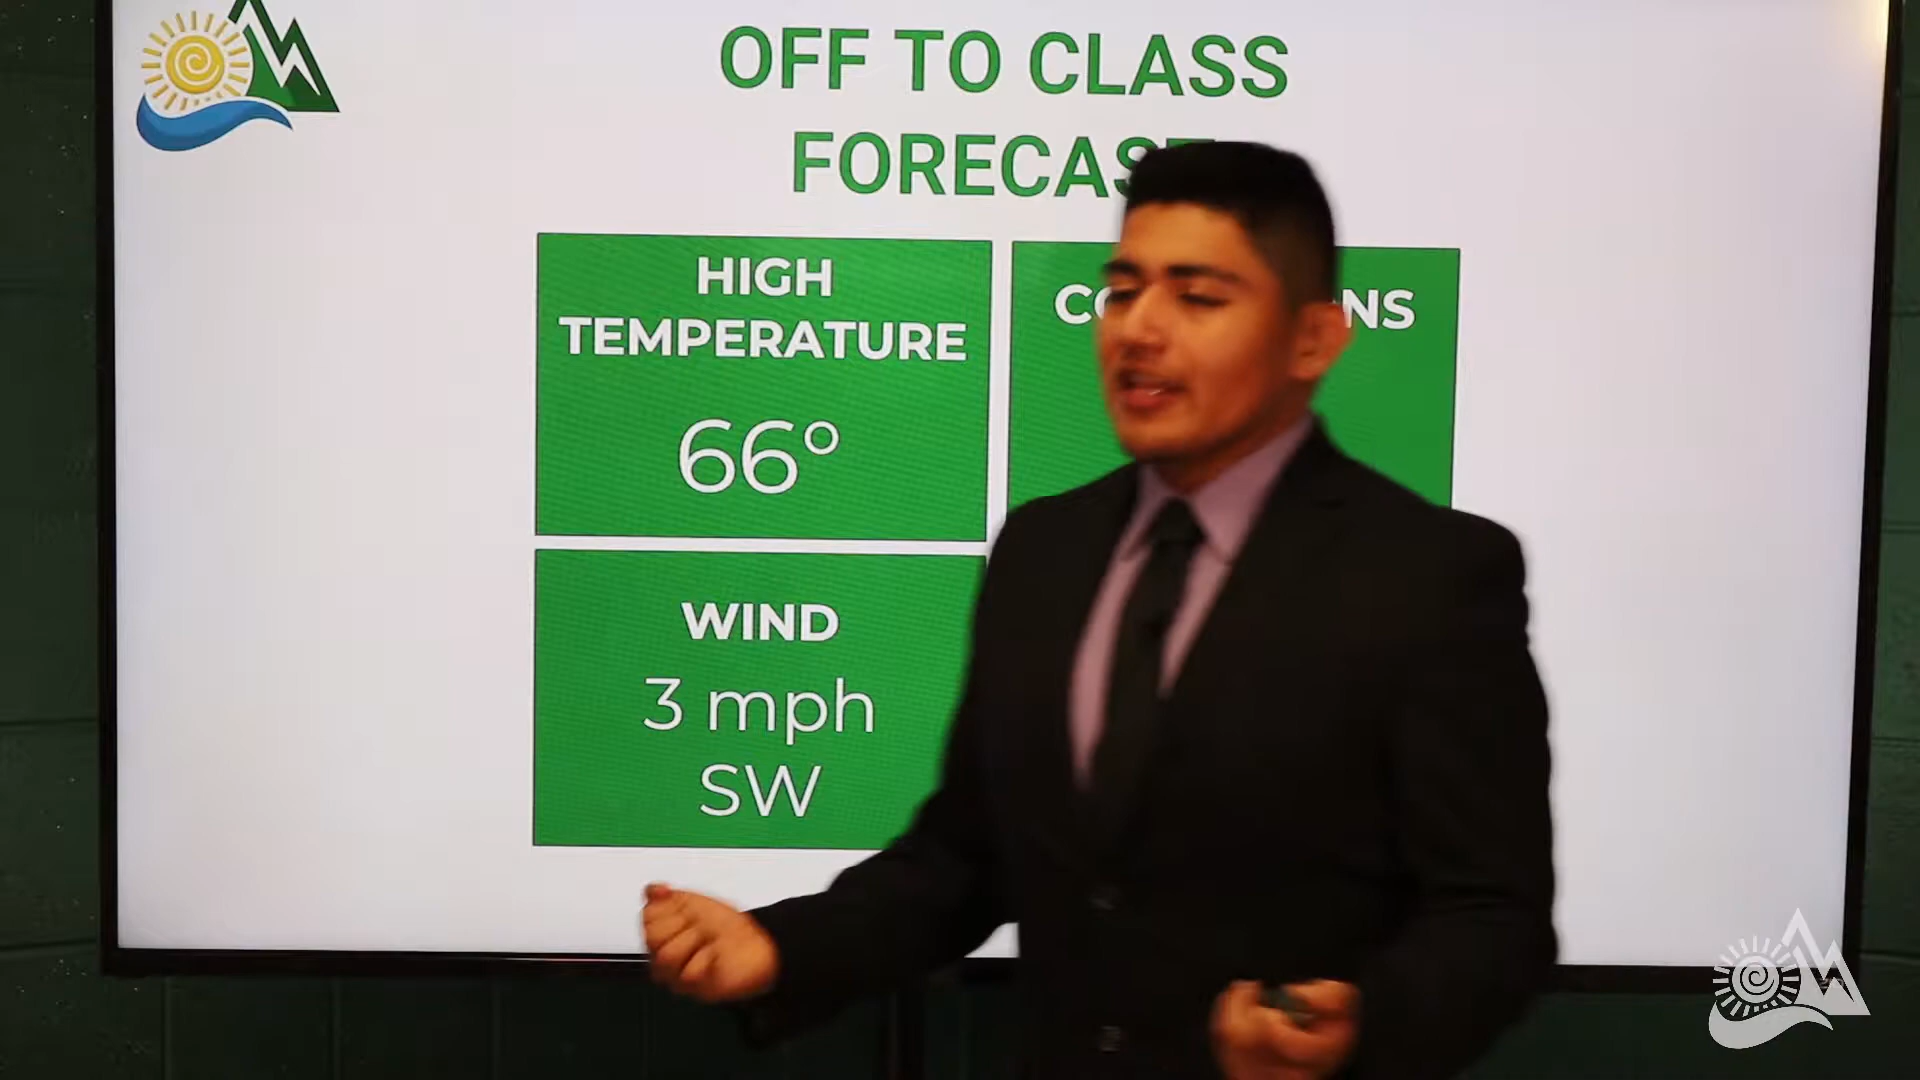 OFF TO CLASS
HIGH
TEMPERATURE
66°
WIND
3 mph
SW